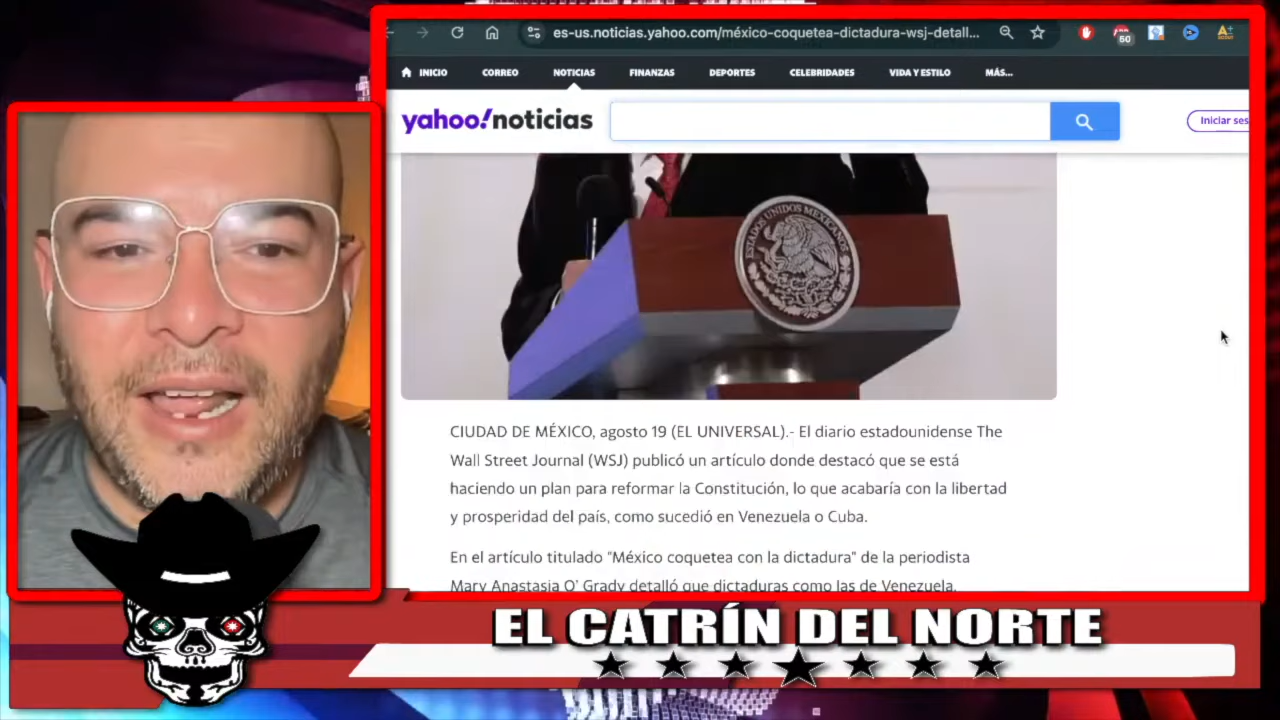 es-us.noticias.yahoo.com/méxico-coquetea-dictadura-wsj-detall...
50
INICIO CORREO NOTICIAS FINANZAS DEPORTES CELEBRIDADES VIDA Y ESTILO MÁS...
yahoo!noticias
Iniciar ses
ESTADOS UNIDOS MEXICANOS
CIUDAD DE MÉXICO, agosto 19 (EL UNIVERSAL).- El diario estadounidense The
Wall Street Journal (WSJ) publicó un artículo donde destacó que se está
haciendo un plan para reformar la Constitución, lo que acabaría con la libertad
y prosperidad del país, como sucedió en Venezuela o Cuba.
En el artículo titulado "México coquetea con la dictadura" de la periodista
Mary Anastasia O' Grady detalló que dictaduras como las de Venezuela,
EL CATRÍN DEL NORTE